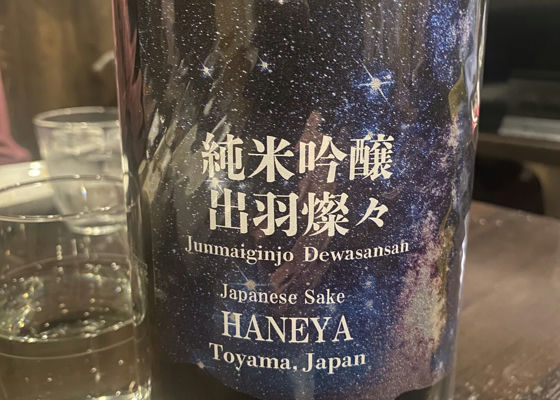 純米吟醸
出羽燦々
Junmaiginjo Dewasansan
Japanese Sake
HANEYA
Toyama, Japan